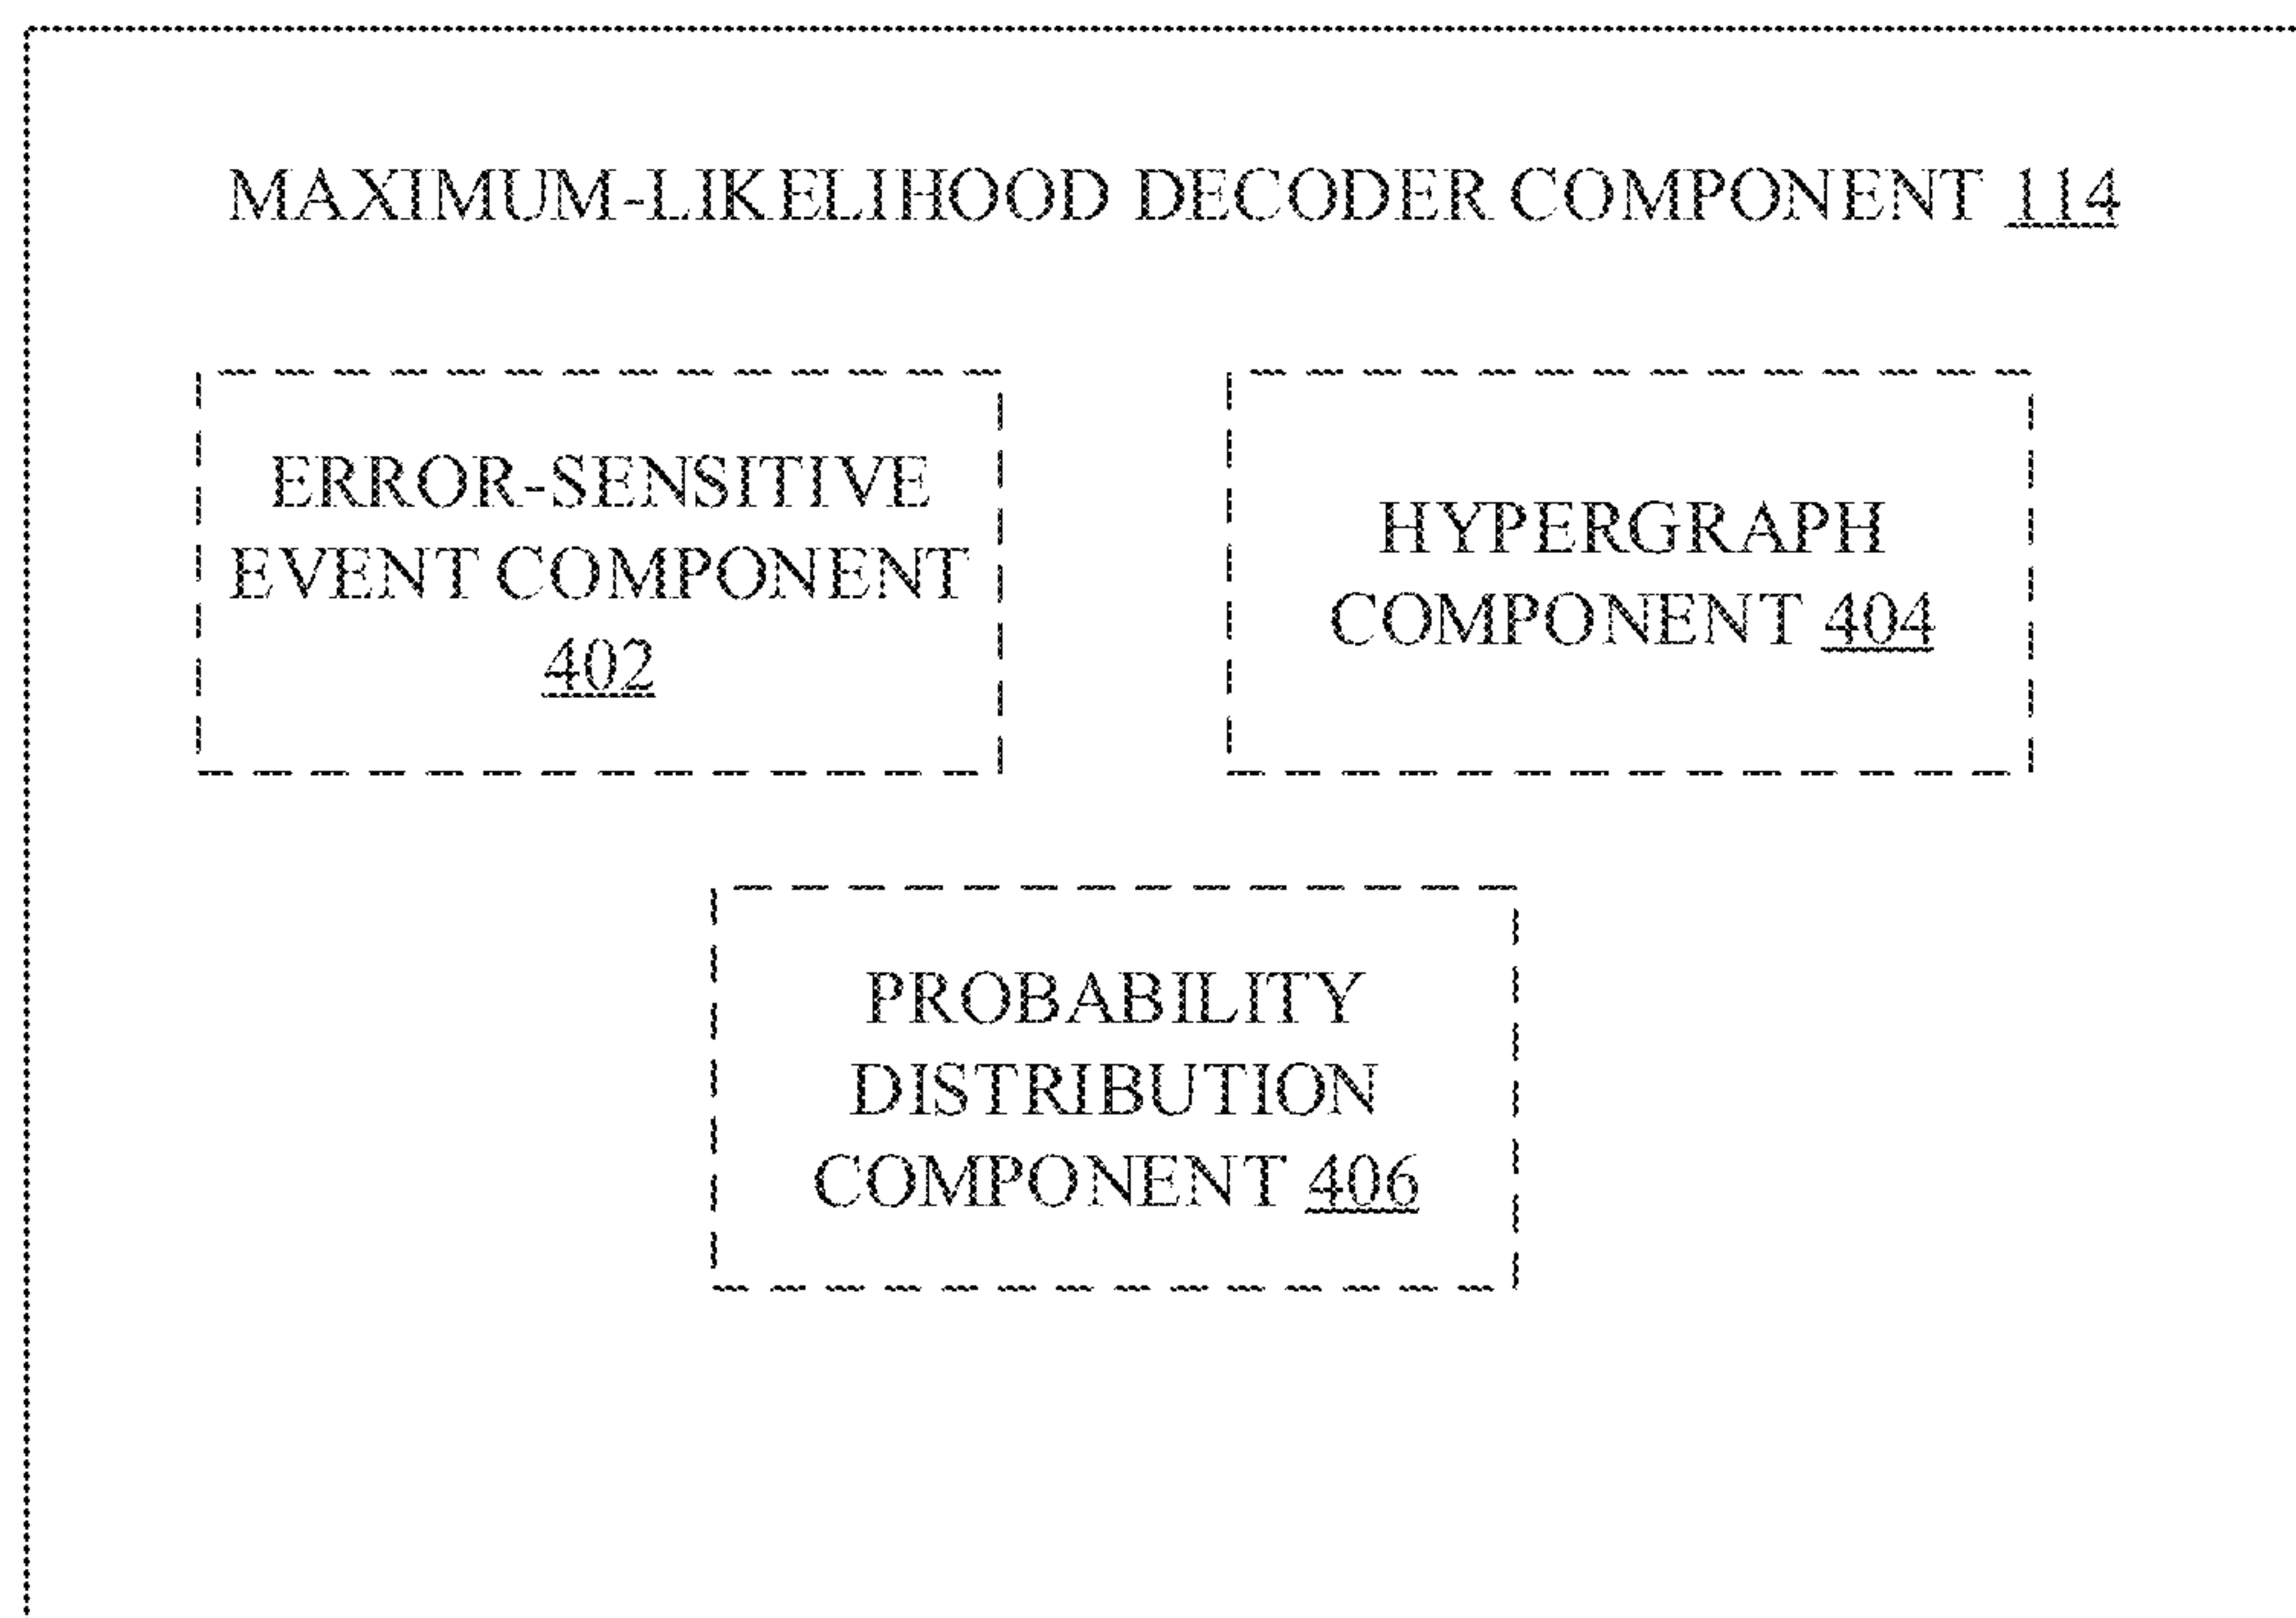 MAXIMUM-LIKELIHOOD DECODER COMPONENT 114
ERROR-SENSITIVE
EVENT COMPONENT
402
HYPERGRAPH
COMPONENT 404
PROBABILITY
DISTRIBUTION
COMPONENT 406